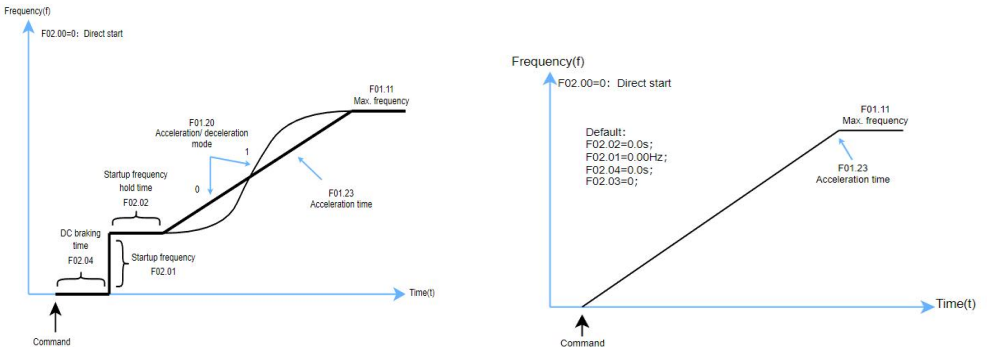 Frequency(f)
F02.00=0: Direct start
F01.11
Max. frequency
F01.20
Acceleration/ deceleration
mode
1
0
Startup frequency
hold time
F02.02
F01.23
Acceleration time
DC braking
time
F02.04
Startup frequency
F02.01
Time(t)
Command
Frequency(f)
F02.00=0: Direct start
F01.11
Max. frequency
Default:
F02.02=0.0s;
F02.01=0.00Hz;
F02.04=0.0s;
F02.03=0;
F01.23
Acceleration time
Time(t)
Command